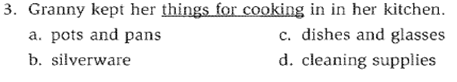 3. Granny kept her things for cooking in in her kitchen.
a. pots and pans c. dishes and glasses
b. silverware d. cleaning supplies